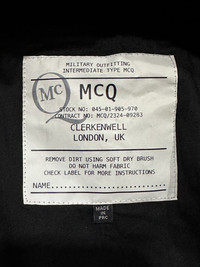 MILITARY OUTFITTING
INTERMEDIATE TYPE MCQ
McQ
MCQ
STOCK NO: 045-01-905-970
CONTRACT NO: MCQ/2324-09283
CLERKENWELL
LONDON, UK
REMOVE DIRT USING SOFT DRY BRUSH
DO NOT HARM FABRIC
CHECK LABEL FOR MORE INSTRUCTIONS
NAME............................
MADE
IN
PRC